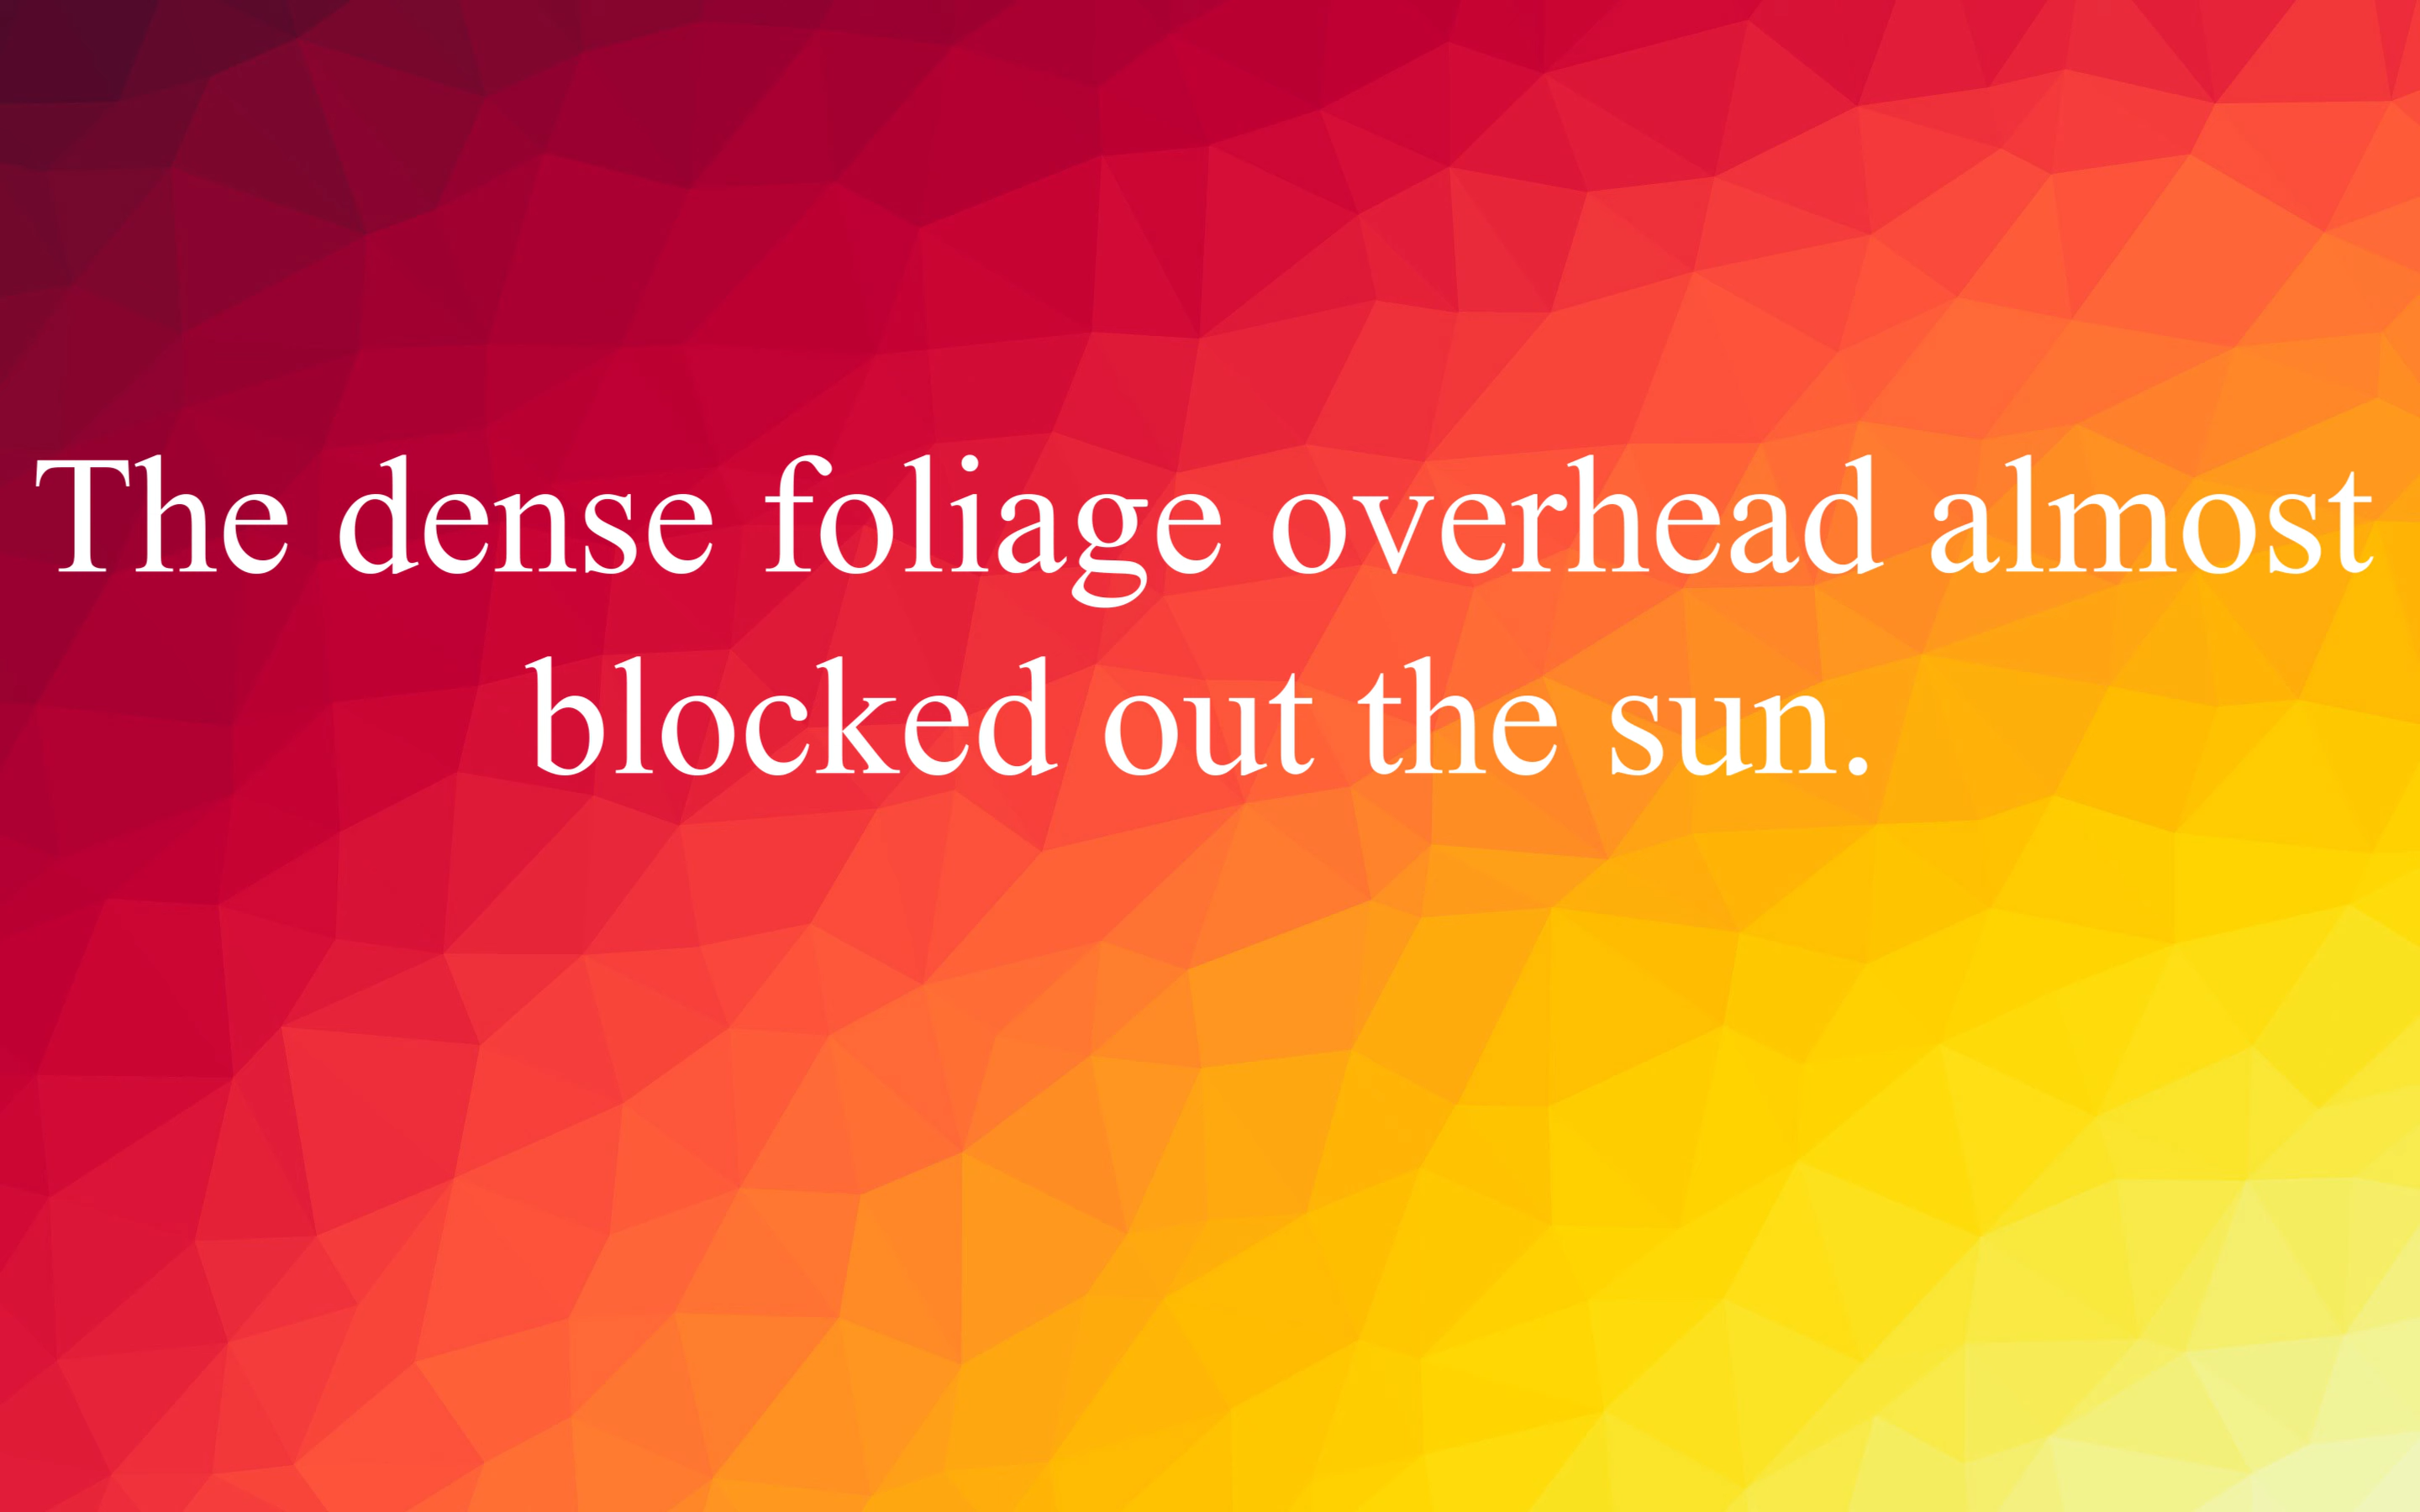 The dense foliage overhead almost
blocked out the sun.